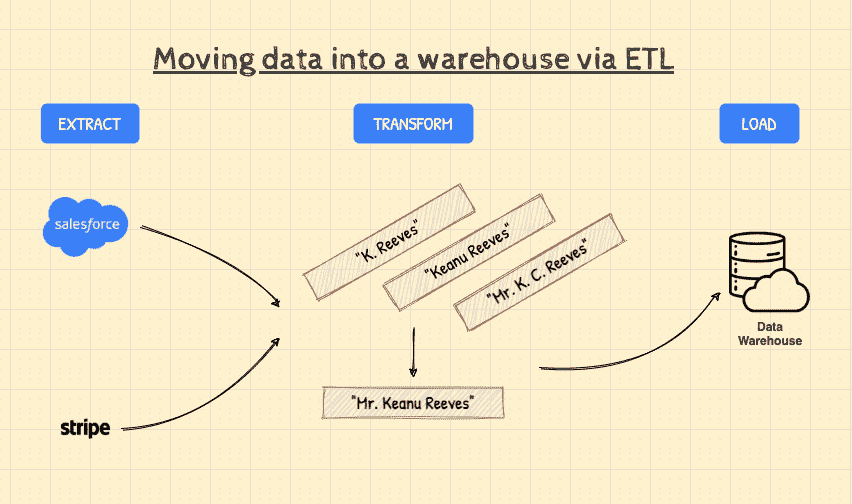 Moving data into a warehouse via ETL
EXTRACT
TRANSFORM
LOAD
salesforce
"K. Reeves"
"Keanu Reeves"
"Mr. K. C. Reeves"
Data
Warehouse
"Mr. Keanu Reeves"
stripe